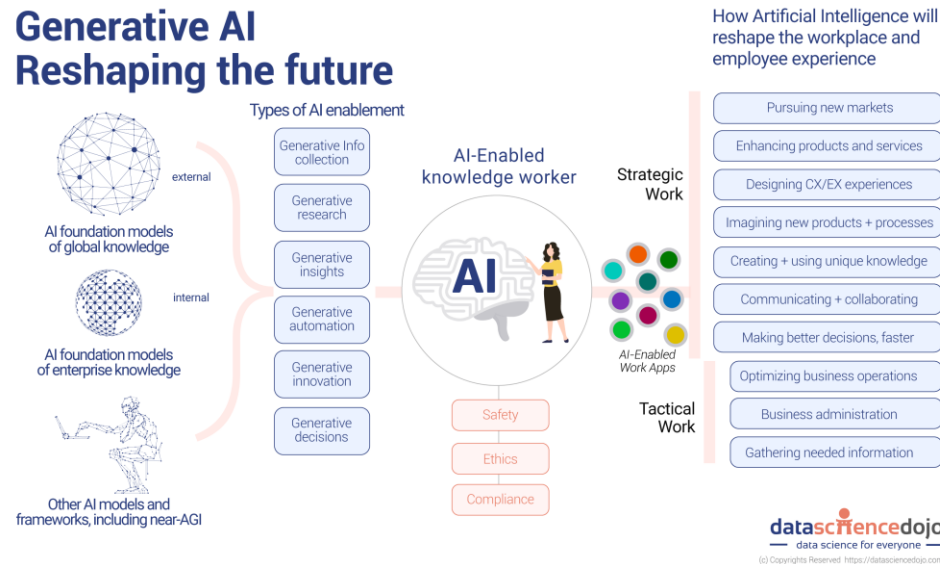 Generative AI
Reshaping the future
How Artificial Intelligence will
reshape the workplace and
employee experience
Types of AI enablement
external
AI foundation models
of global knowledge
internal
AI foundation models
of enterprise knowledge
Other AI models and
frameworks, including near-AGI
Generative Info
collection
Generative
research
Generative
insights
Generative
automation
Generative
innovation
Generative
decisions
AI-Enabled
knowledge worker
AI
Safety
Ethics
Compliance
AI-Enabled
Work Apps
Strategic
Work
Pursuing new markets
Enhancing products and services
Designing CX/EX experiences
Imagining new products + processes
Creating + using unique knowledge
Communicating + collaborating
Making better decisions, faster
Tactical
Work
Optimizing business operations
Business administration
Gathering needed information
datasciencedojo
data science for everyone
(c) Copyrights Reserved https://datasciencedojo.com